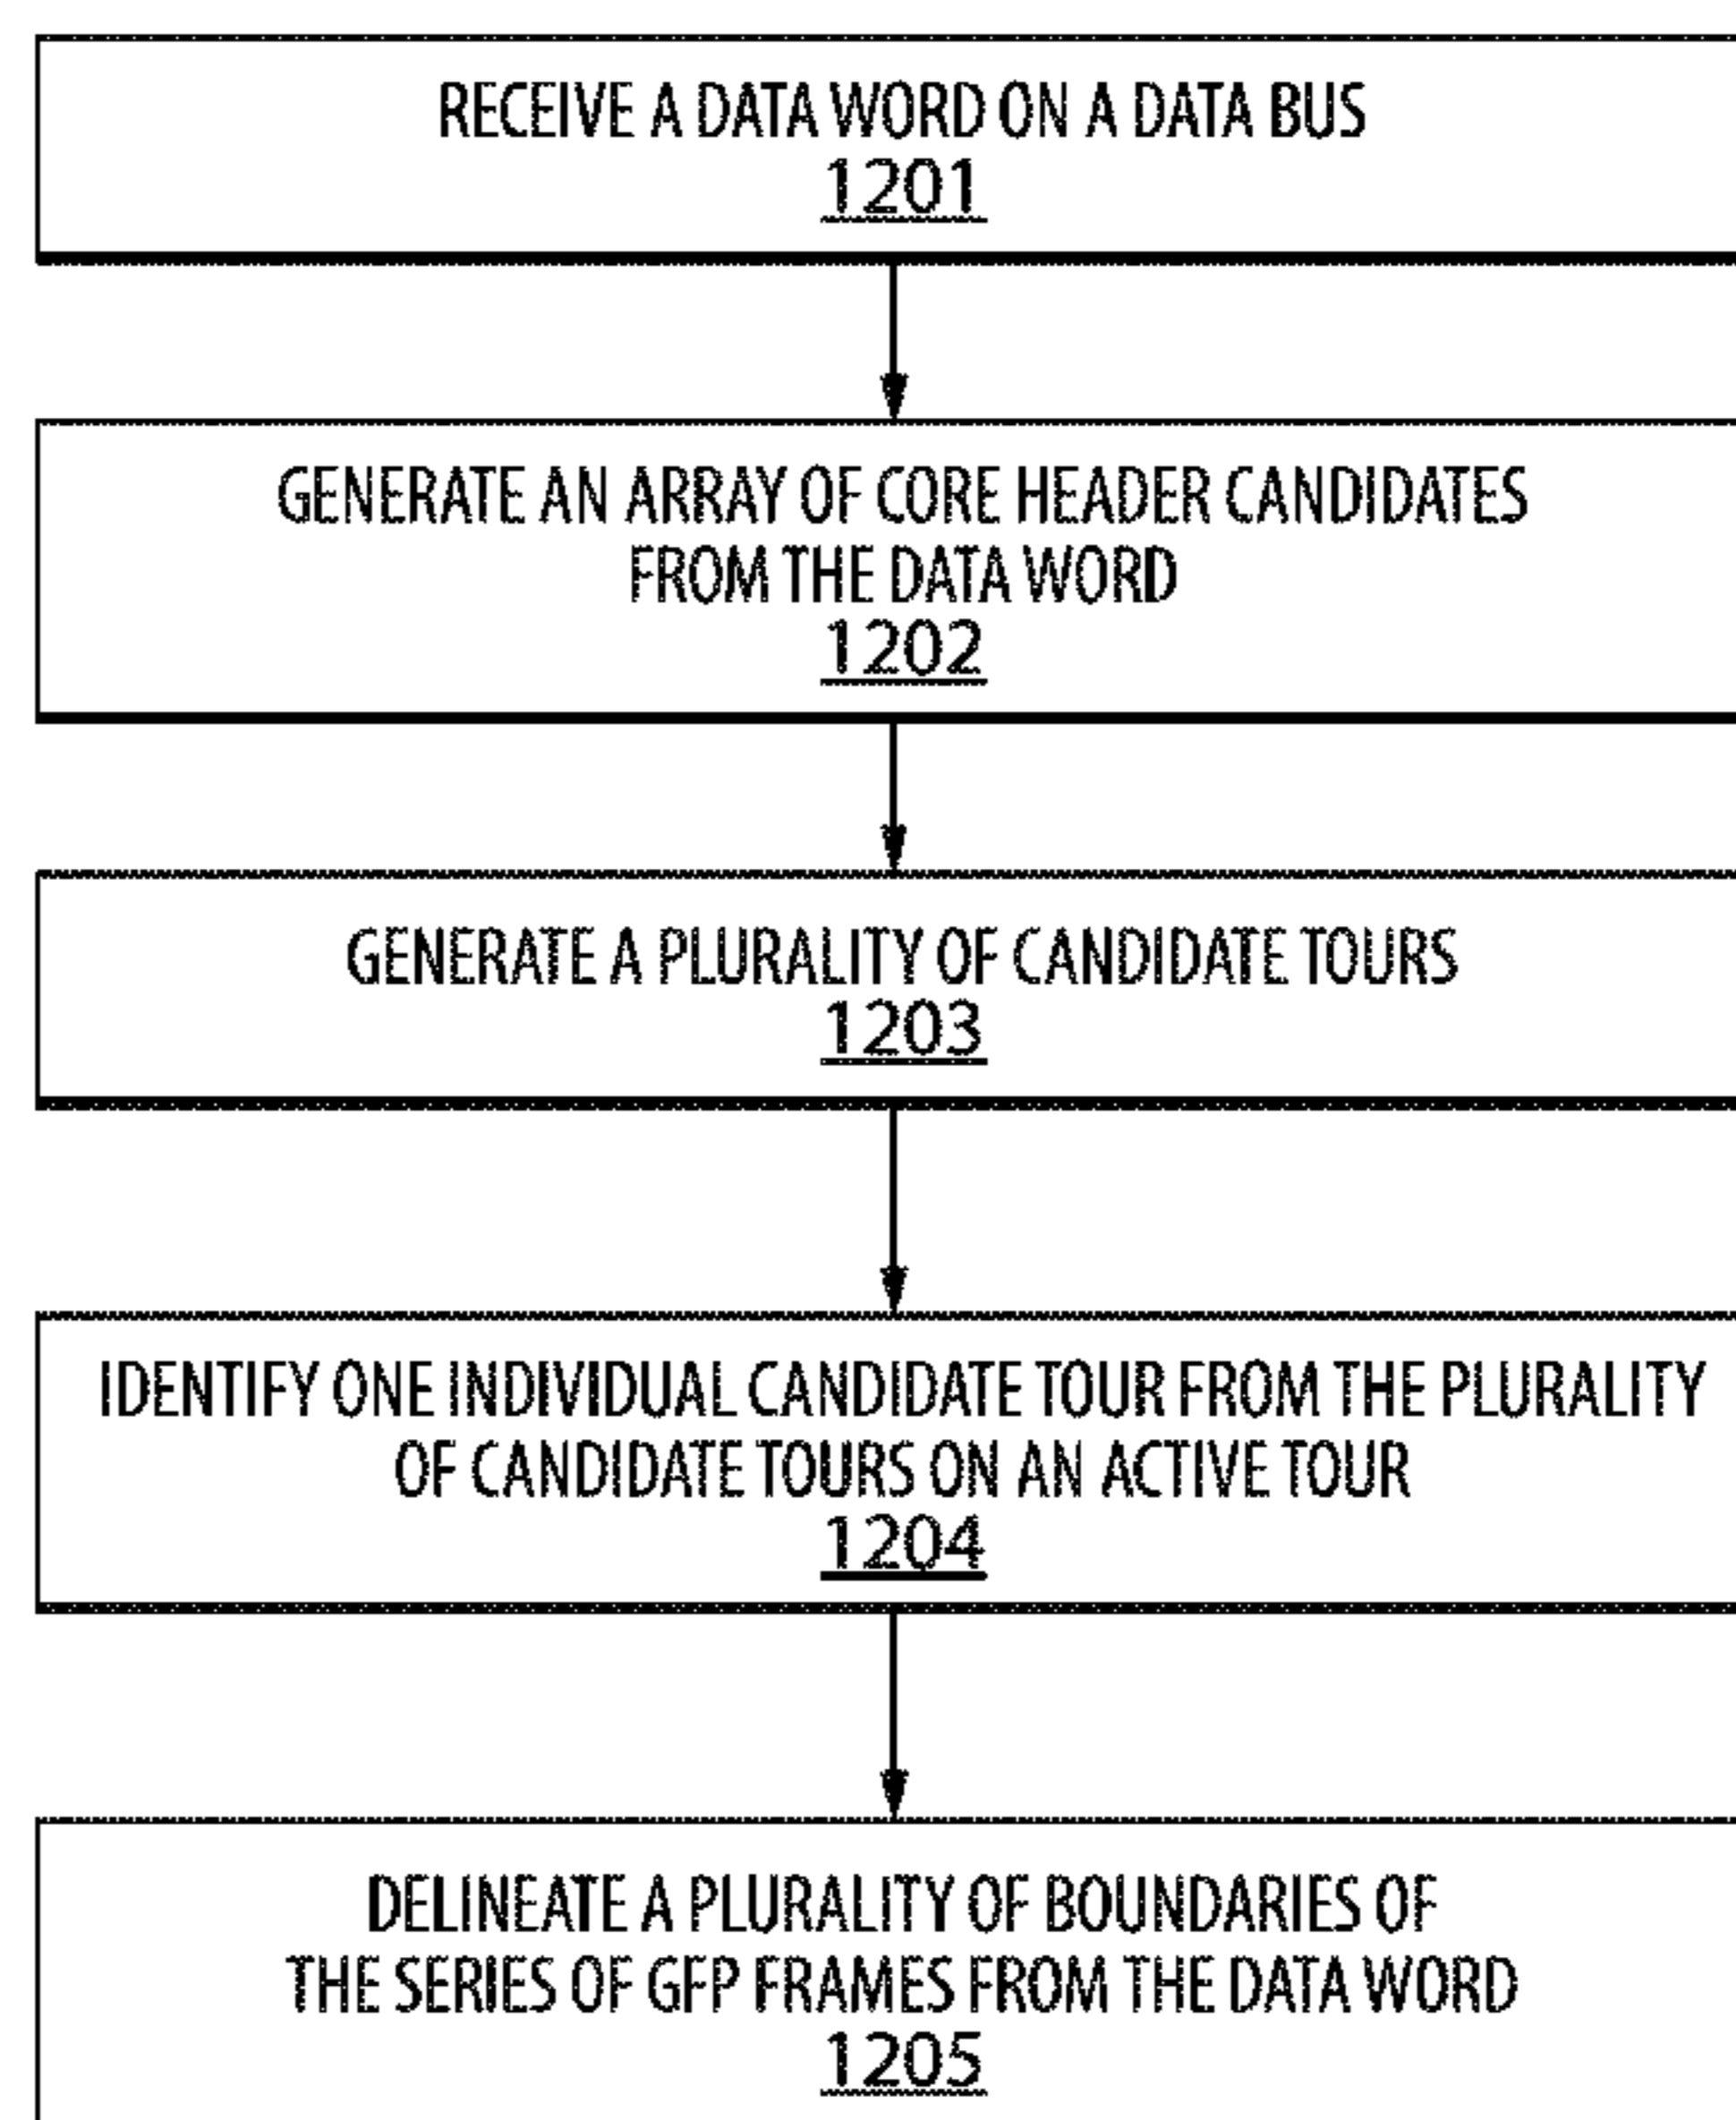 RECEIVE A DATA WORD ON A DATA BUS
1201
GENERATE AN ARRAY OF CORE HEADER CANDIDATES
FROM THE DATA WORD
1202
GENERATE A PLURALITY OF CANDIDATE TOURS
1203
IDENTIFY ONE INDIVIDUAL CANDIDATE TOUR FROM THE PLURALITY
OF CANDIDATE TOURS ON AN ACTIVE TOUR
1204
DELINEATE A PLURALITY OF BOUNDARIES OF
THE SERIES OF GFP FRAMES FROM THE DATA WORD
1205